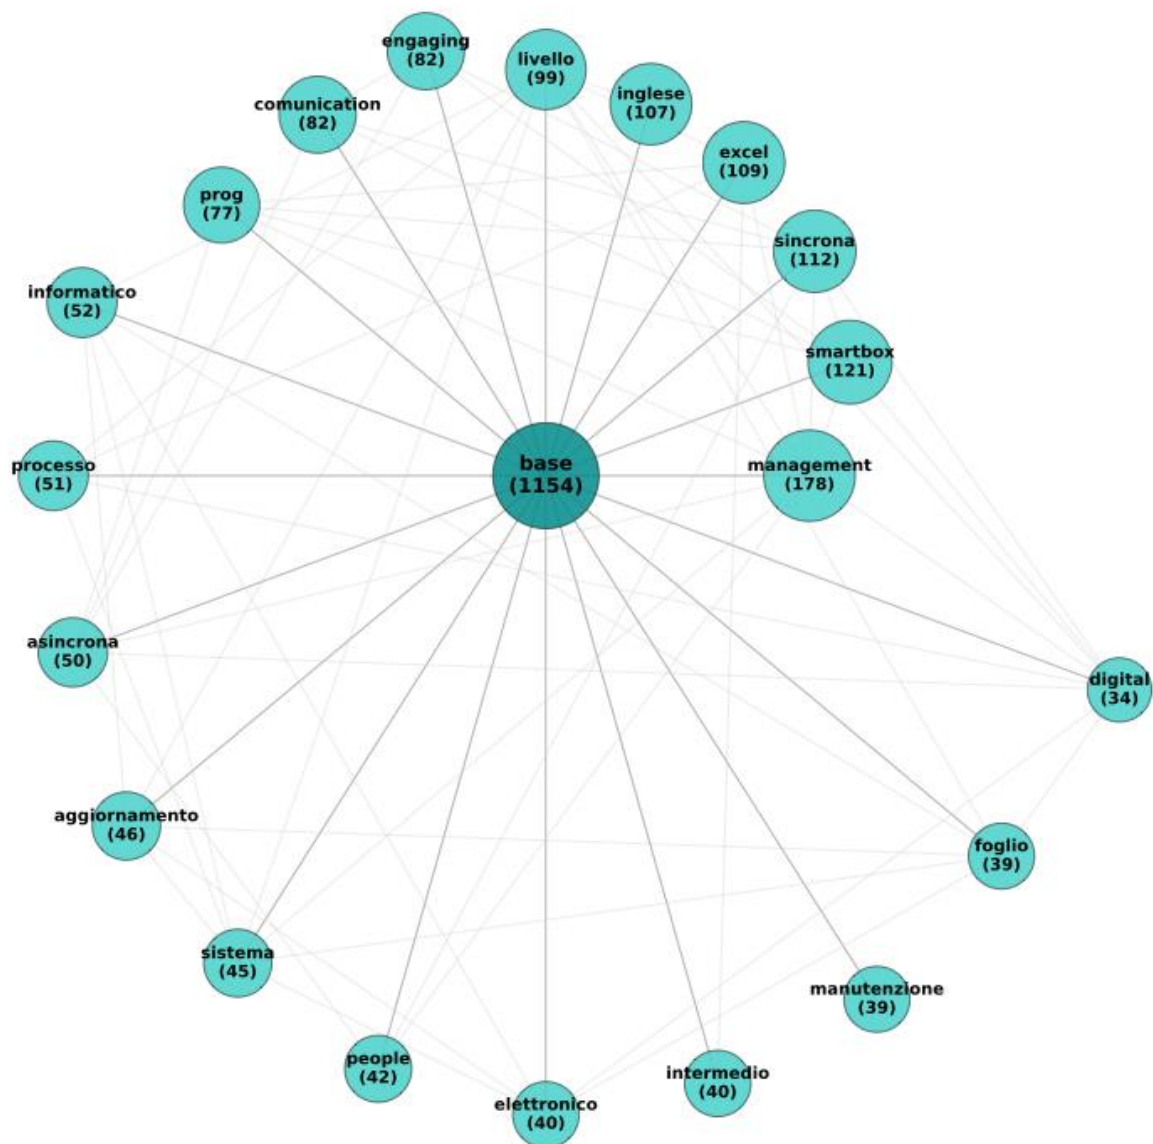 engaging
(82)
livello
(99)
inglese
(107)
comunication
(82)
excel
(109)
prog
(77)
sincrona
(112)
informatico
(52)
smartbox
(121)
base
(1154)
management
(178)
processo
(51)
asincrona
(50)
digital
(34)
aggiornamento
(46)
foglio
(39)
sistema
(45)
manutenzione
(39)
people
(42)
intermedio
(40)
elettronico
(40)